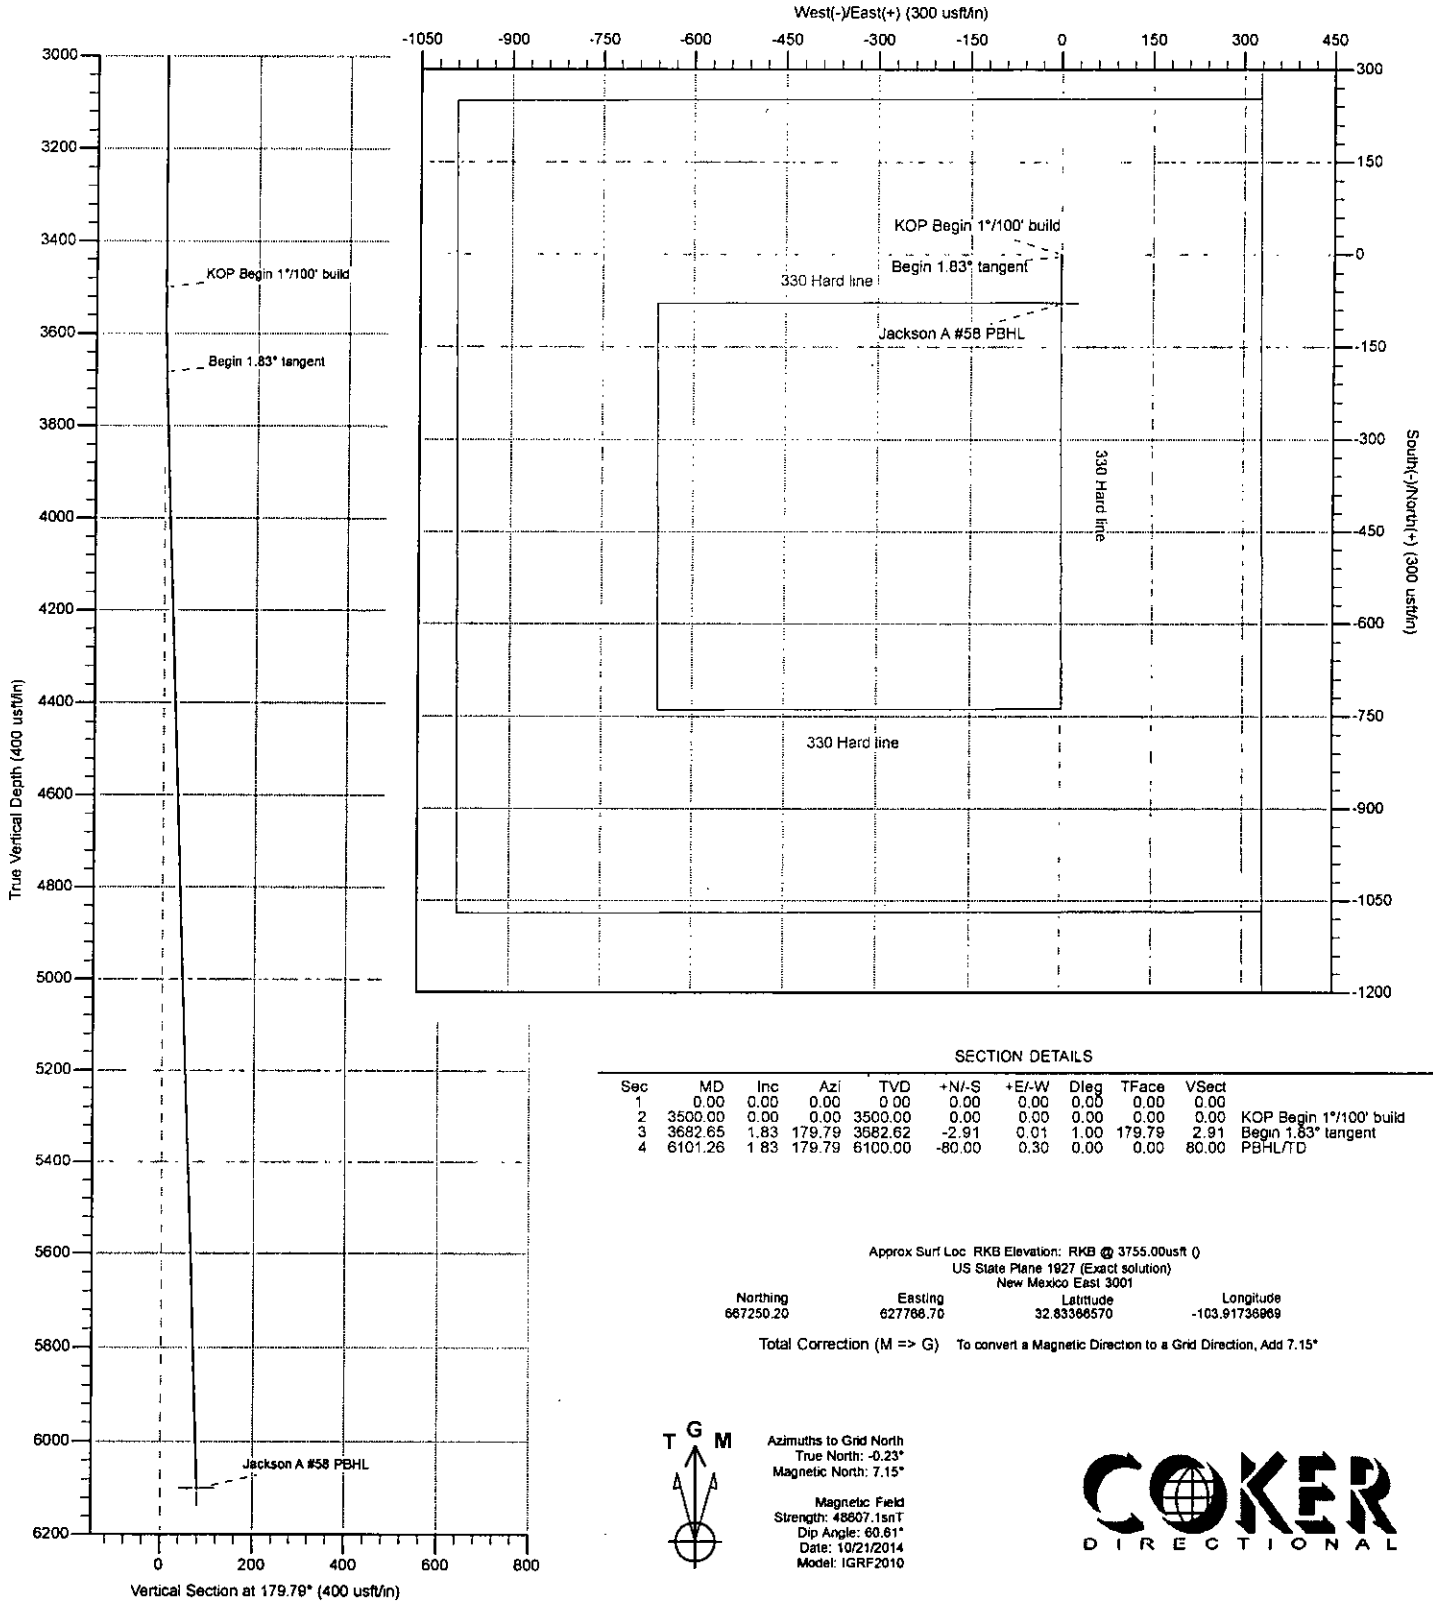 West(-)/East(+) (300 usft/in)
-1050 -900 -750 -600 -450 -300 -150 0 150 300 450
300
150
0
-150
-300
-450
-600
-750
-900
-1050
-1200
South(-)/North(+) (300 usft/in)
KOP Begin 1°/100' build
Begin 1.83° tangent
330 Hard line
Jackson A #58 PBHL
330 Hard line
330 Hard line
3000
3200
3400
3600
3800
4000
4200
4400
4600
4800
5000
5200
5400
5600
5800
6000
6200
True Vertical Depth (400 usft/in)
KOP Begin 1°/100' build
Begin 1.83° tangent
Jackson A #58 PBHL
0 200 400 600 800
Vertical Section at 179.79° (400 usft/in)
SECTION DETAILS
Sec MD Inc Azi TVD +N/-S +E/-W Dleg TFace VSect
1 0.00 0.00 0.00 0.00 0.00 0.00 0.00 0.00 0.00
2 3500.00 0.00 0.00 3500.00 0.00 0.00 0.00 0.00 0.00 KOP Begin 1°/100' build
3 3682.65 1.83 179.79 3682.62 -2.91 0.01 1.00 179.79 2.91 Begin 1.83° tangent
4 6101.26 1 83 179.79 6100.00 -80.00 0.30 0.00 0.00 80.00 PBHL/TD
Approx Surf Loc RKB Elevation: RKB @ 3755.00usft ()
US State Plane 1927 (Exact solution)
New Mexico East 3001
Northing Easting Latitude Longitude
667250.20 627766.70 32.83366570 -103.91736969
Total Correction (M => G) To convert a Magnetic Direction to a Grid Direction, Add 7.15°
T G M
Azimuths to Grid North
True North: -0.23°
Magnetic North: 7.15°
Magnetic Field
Strength: 48607.1snT
Dip Angle: 60.61°
Date: 10/21/2014
Model: IGRF2010
COKER
DIRECTIONAL